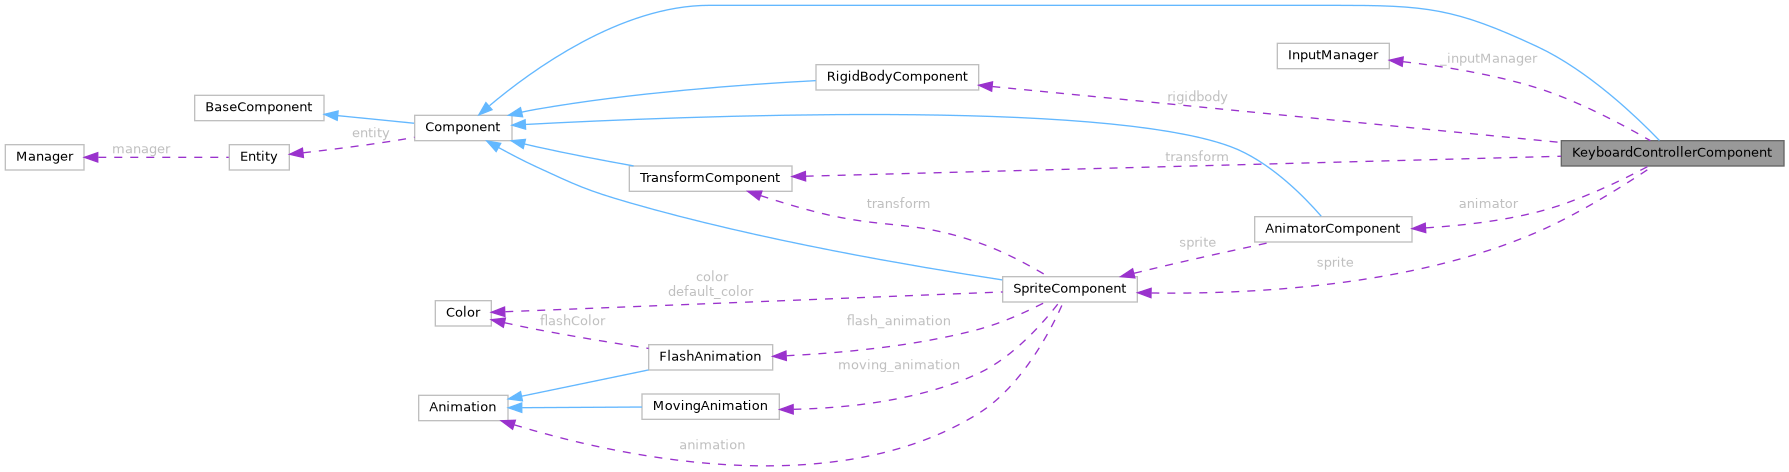 InputManager
_inputManager
RigidBodyComponent
rigidbody
BaseComponent
Component
entity
manager
Manager
Entity
KeyboardControllerComponent
transform
TransformComponent
transform
animator
AnimatorComponent
sprite
sprite
color
default_color
SpriteComponent
Color
flashColor
flash_animation
FlashAnimation
moving_animation
Animation
MovingAnimation
animation